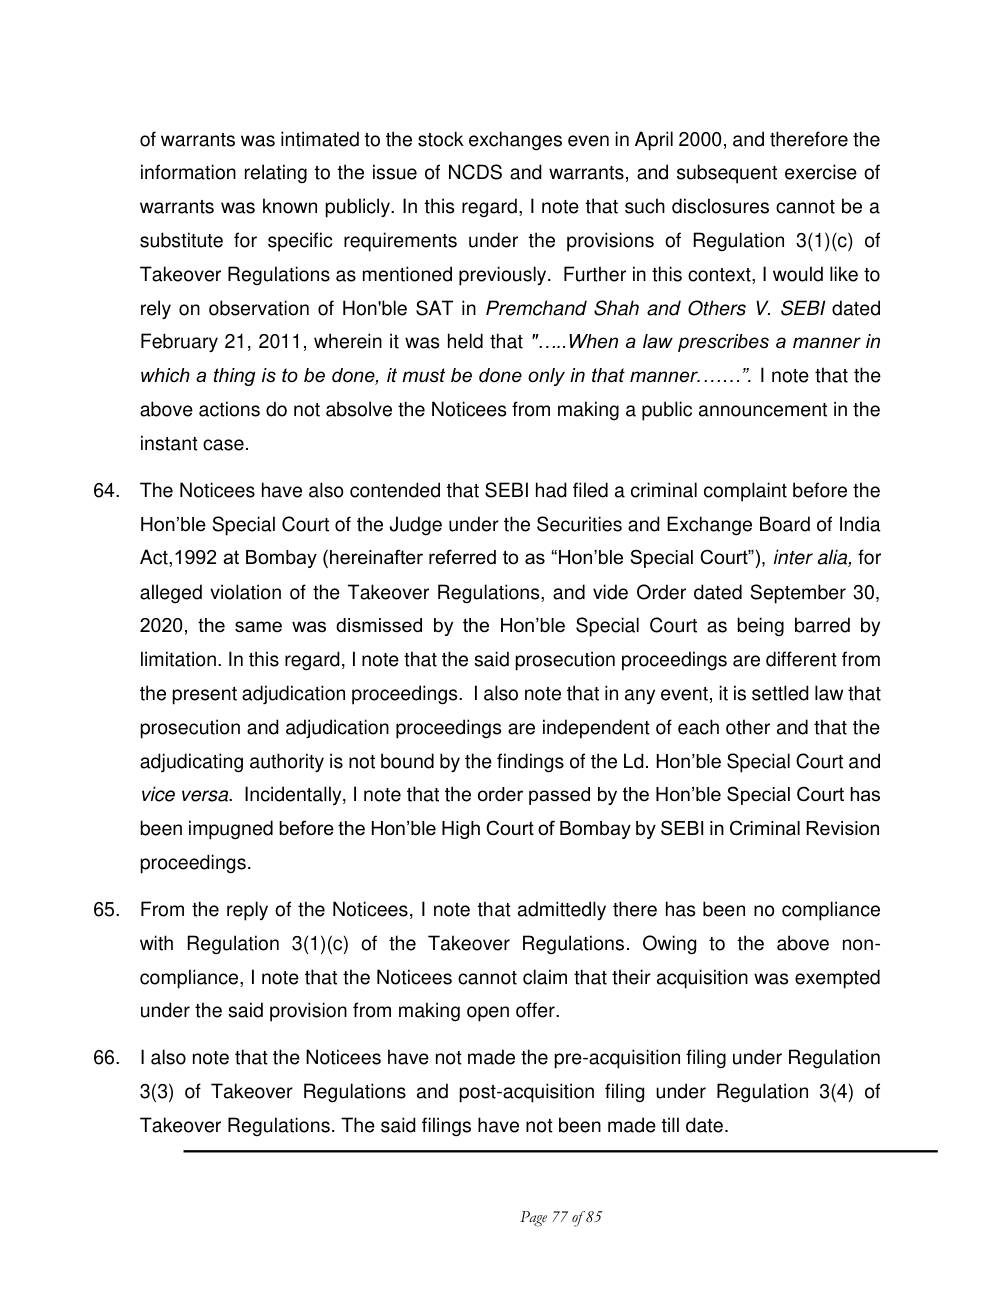 of warrants was intimated to the stock exchanges even in April 2000, and therefore the
information relating to the issue of NCDS and warrants, and subsequent exercise of
warrants was known publicly. In this regard, I note that such disclosures cannot be a
substitute for specific requirements under the provisions of Regulation 3(1)(c) of
Takeover Regulations as mentioned previously.  Further in this context, I would like to
rely on observation of Hon'ble SAT in Premchand Shah and Others V. SEBI dated
February 21, 2011, wherein it was held that "…..When a law prescribes a manner in
which a thing is to be done, it must be done only in that manner.……”. I note that the
above actions do not absolve the Noticees from making a public announcement in the
instant case.
64. The Noticees have also contended that SEBI had filed a criminal complaint before the
Hon’ble Special Court of the Judge under the Securities and Exchange Board of India
Act,1992 at Bombay (hereinafter referred to as “Hon’ble Special Court”), inter alia, for
alleged violation of the Takeover Regulations, and vide Order dated September 30,
2020, the same was dismissed by the Hon’ble Special Court as being barred by
limitation. In this regard, I note that the said prosecution proceedings are different from
the present adjudication proceedings.  I also note that in any event, it is settled law that
prosecution and adjudication proceedings are independent of each other and that the
adjudicating authority is not bound by the findings of the Ld. Hon’ble Special Court and
vice versa.  Incidentally, I note that the order passed by the Hon’ble Special Court has
been impugned before the Hon’ble High Court of Bombay by SEBI in Criminal Revision
proceedings.
65. From the reply of the Noticees, I note that admittedly there has been no compliance
with Regulation 3(1)(c) of the Takeover Regulations. Owing to the above non-
compliance, I note that the Noticees cannot claim that their acquisition was exempted
under the said provision from making open offer.
66. I also note that the Noticees have not made the pre-acquisition filing under Regulation
3(3) of Takeover Regulations and post-acquisition filing under Regulation 3(4) of
Takeover Regulations. The said filings have not been made till date.
Page 77 of 85